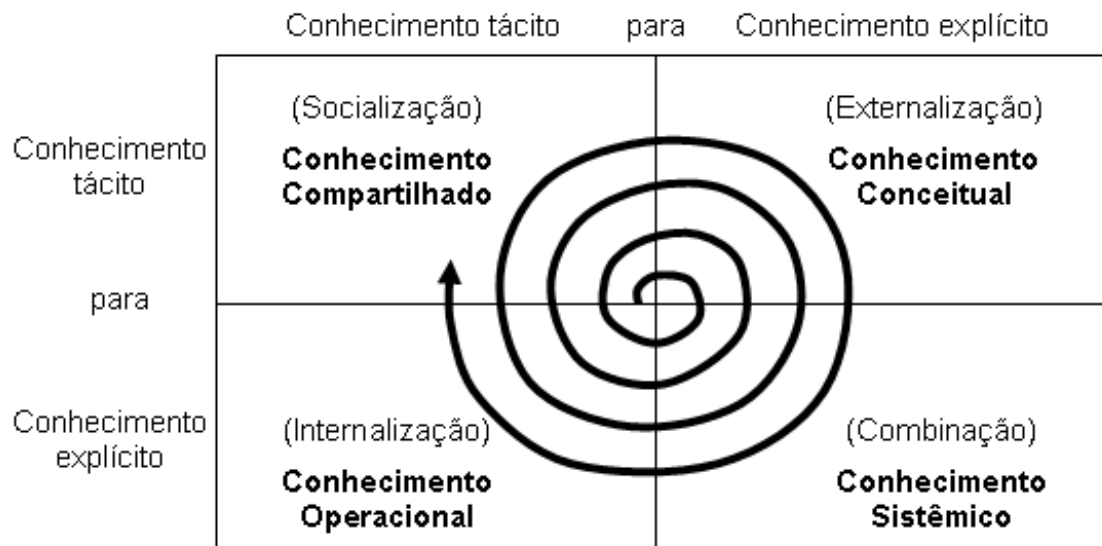 Conhecimento tácito para Conhecimento explícito
(Socialização)
Conhecimento
Compartilhado
(Externalização)
Conhecimento
Conceitual
Conhecimento
tácito
para
Conhecimento
explícito
(Internalização)
Conhecimento
Operacional
(Combinação)
Conhecimento
Sistêmico